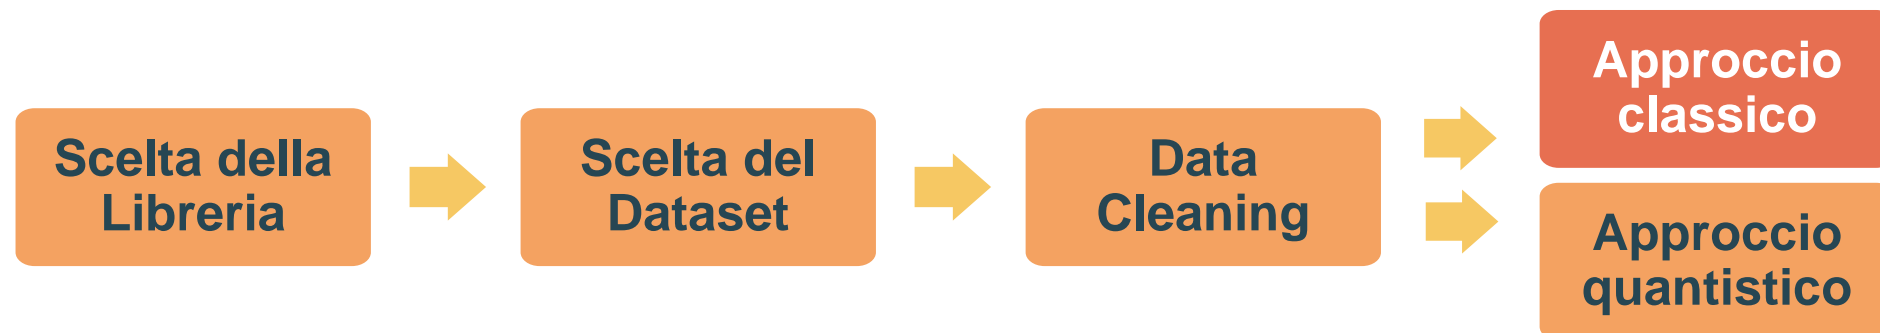 Scelta della
Libreria
Scelta del
Dataset
Data
Cleaning
Approccio
classico
Approccio
quantistico